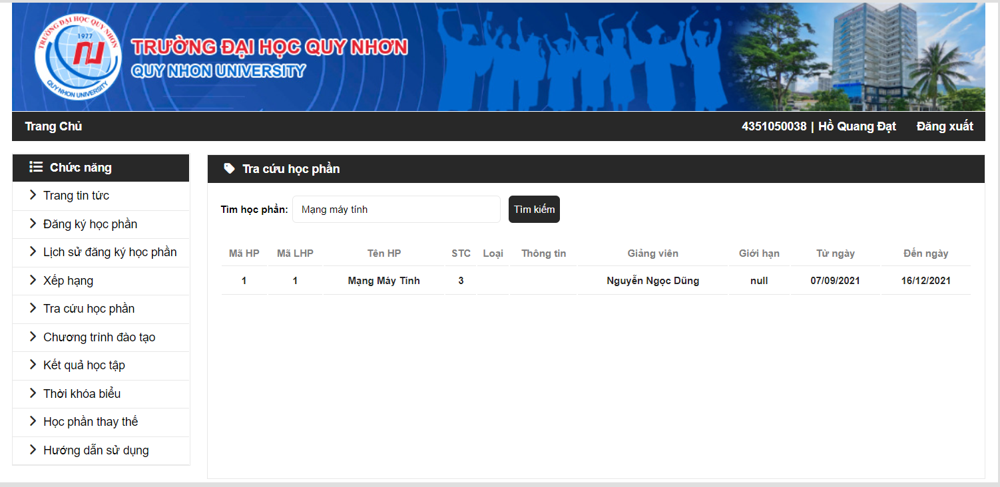 TRƯỜNG ĐẠI HỌC QUY NHƠN
1977
QUY NHON UNIVERSITY
TRƯỜNG ĐẠI HỌC QUY NHƠN
QUY NHON UNIVERSITY
Trang Chủ
4351050038 | Hồ Quang Đạt
Đăng xuất
Chức năng
Trang tin tức
Đăng ký học phần
Lịch sử đăng ký học phần
Xếp hạng
Tra cứu học phần
Chương trình đào tạo
Kết quả học tập
Thời khóa biểu
Học phần thay thế
Hướng dẫn sử dụng
Tra cứu học phần
Tìm học phần: Mạng máy tính Tìm kiếm
Mã HP Mã LHP Tên HP STC Loại Thông tin Giảng viên Giới hạn Từ ngày Đến ngày
1 1 Mạng Máy Tính 3 Nguyễn Ngọc Dũng null 07/09/2021 16/12/2021